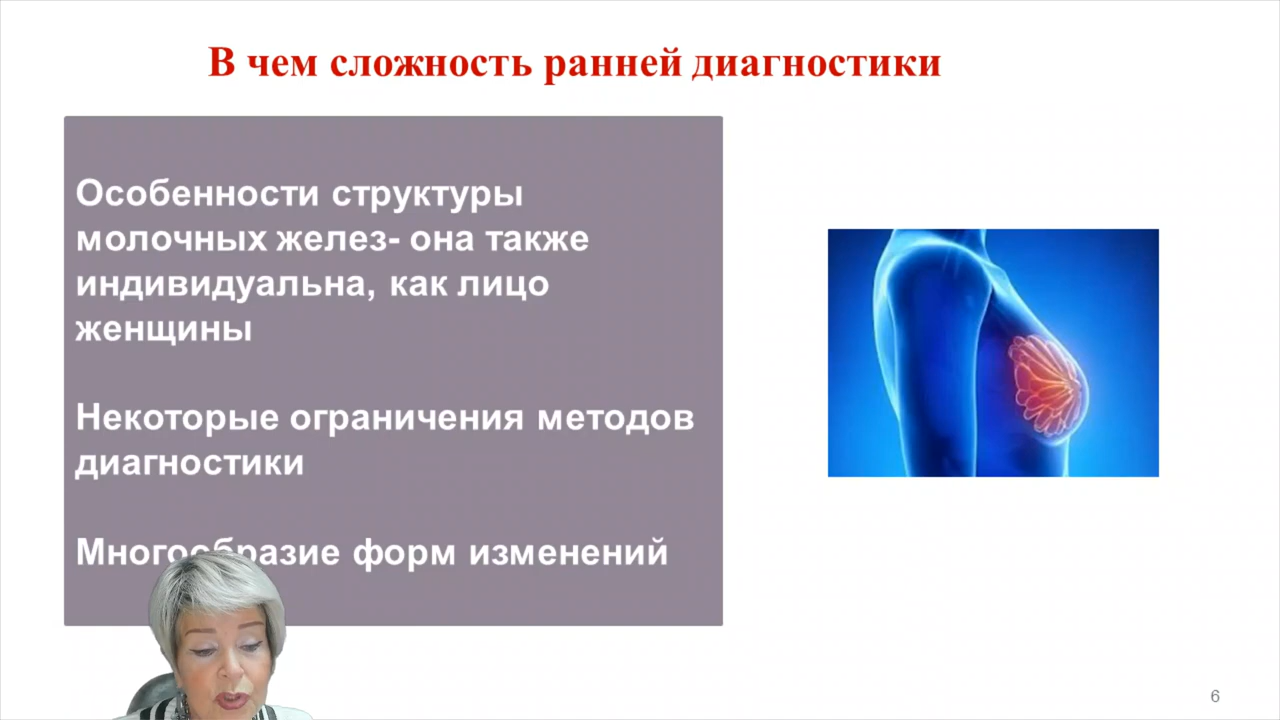 В чем сложность ранней диагностики
Особенности структуры
молочных желез- она также
индивидуальна, как лицо
женщины
Некоторые ограничения методов
диагностики
Многообразие форм изменений
6